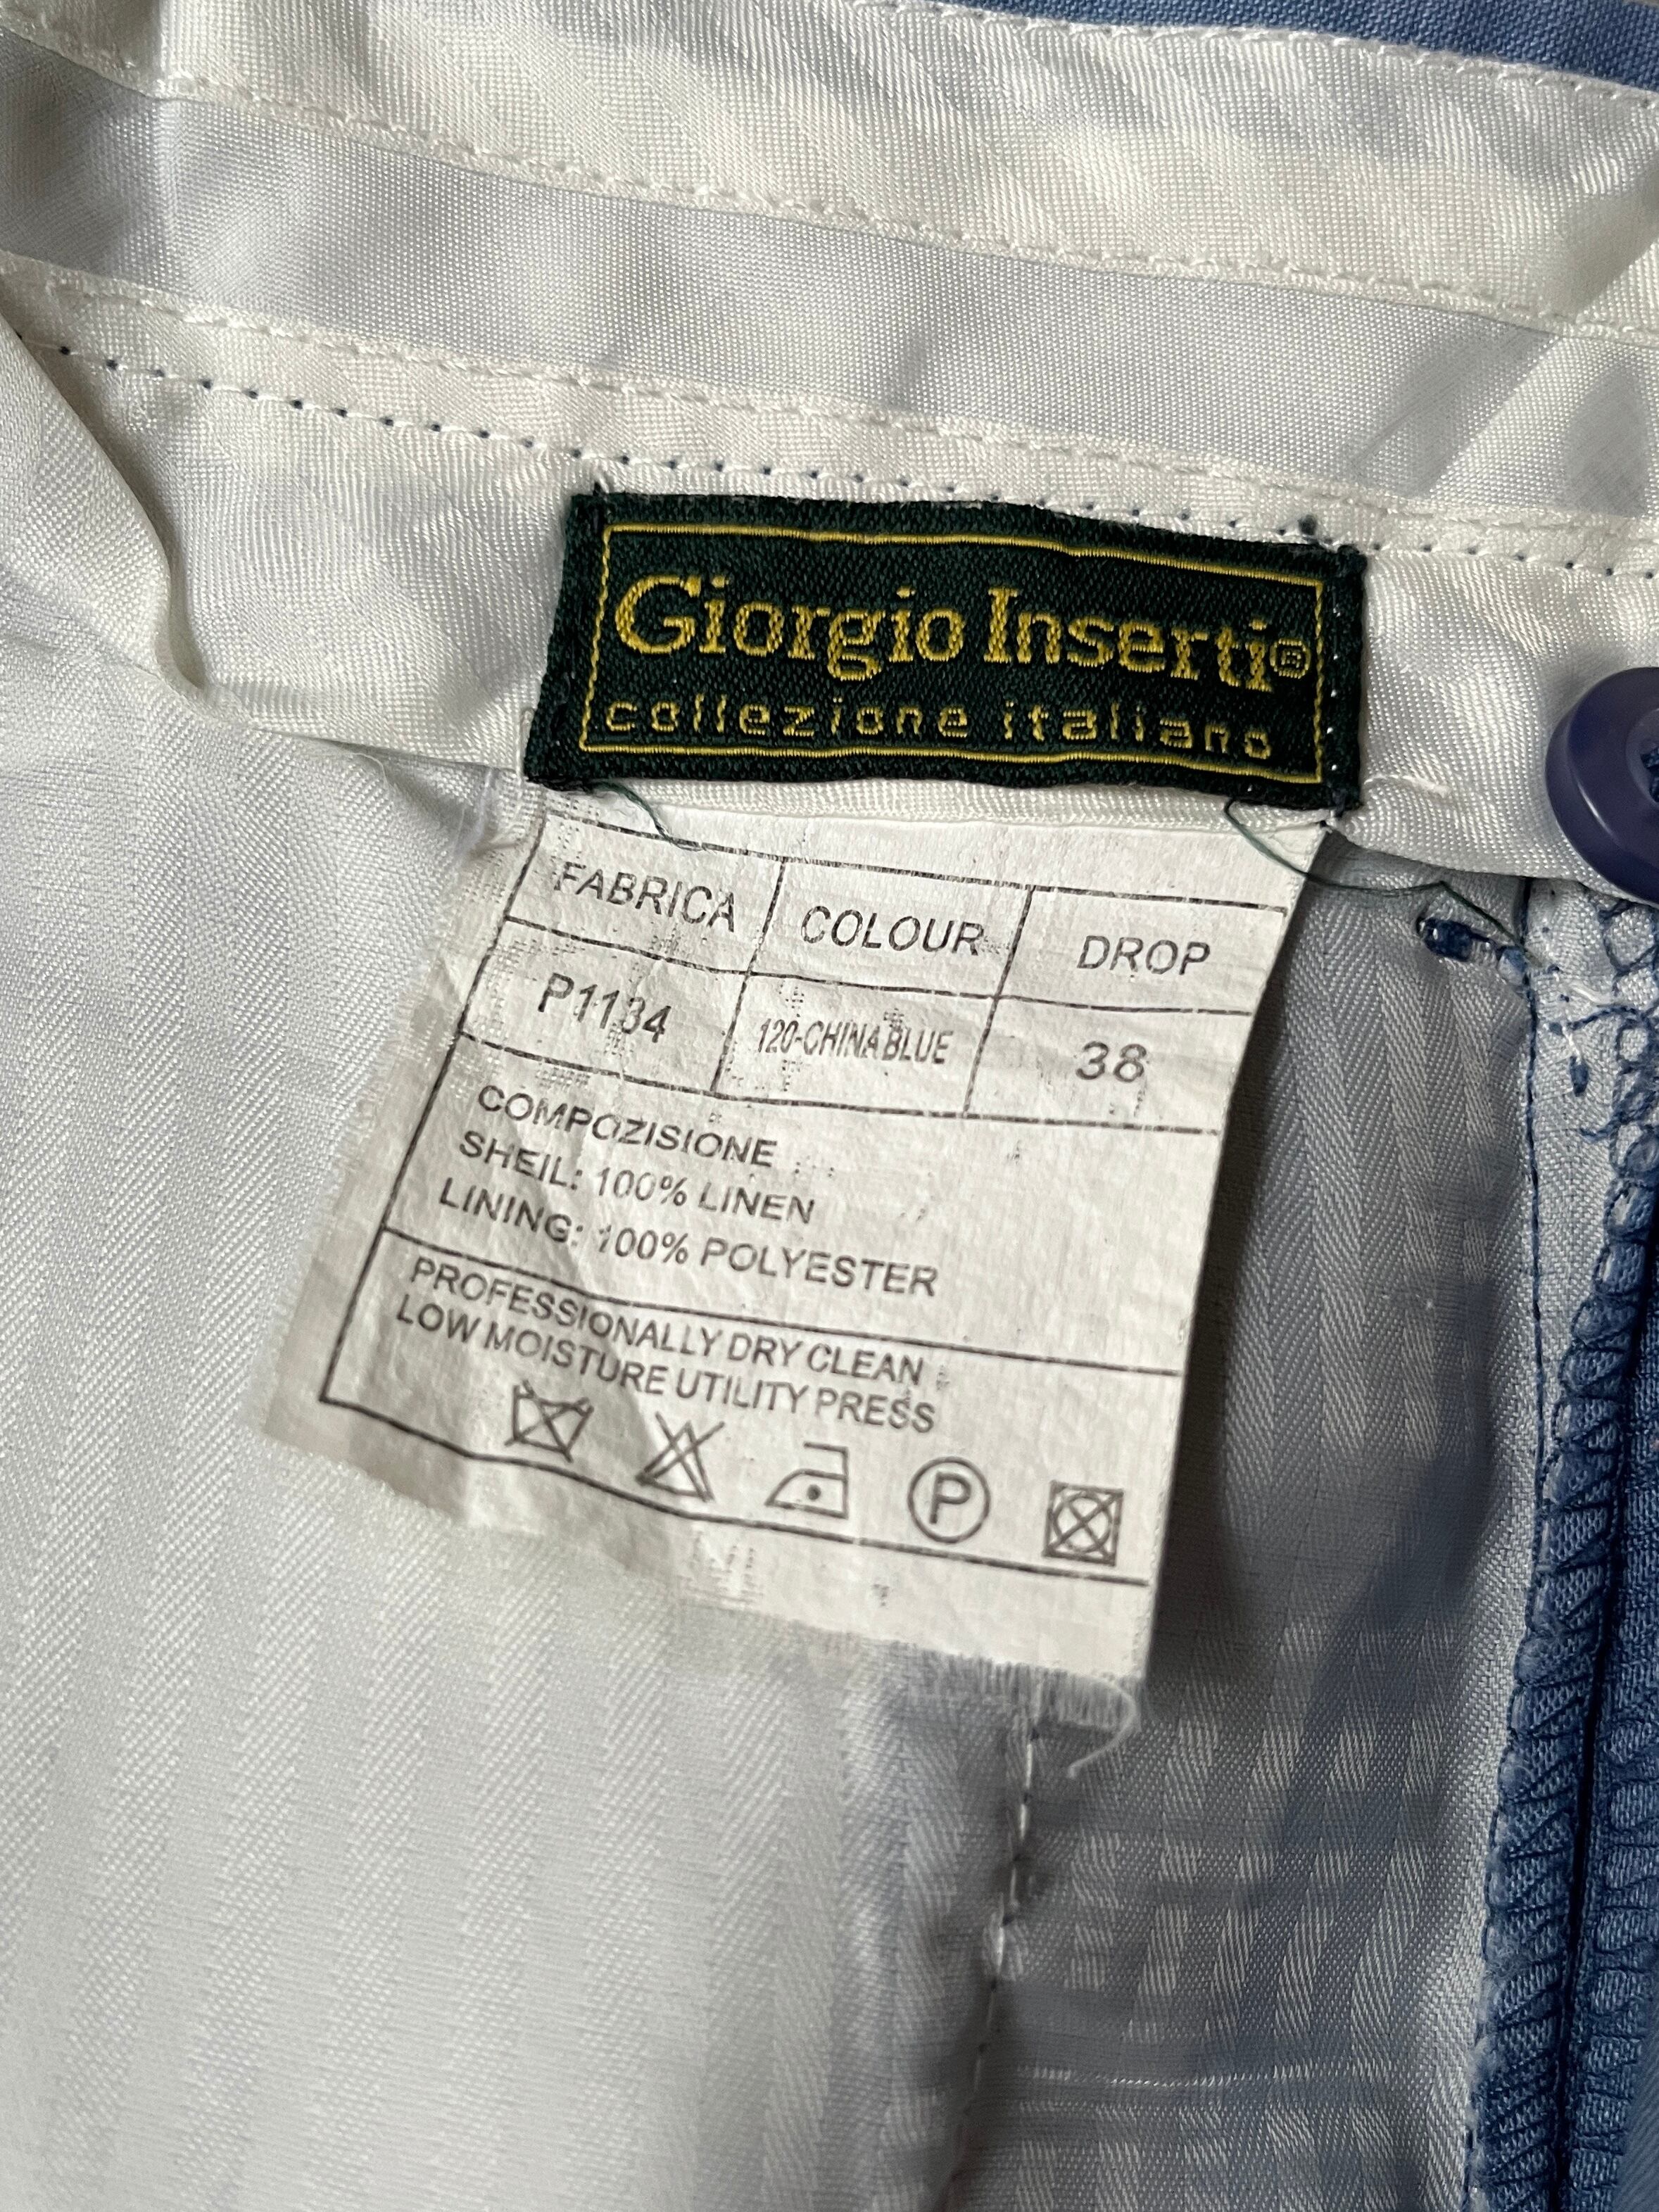 Giorgio Inserti®
collezione italiano
FABRICA COLOUR DROP
P1134 120-CHINA BLUE 38
COMPOZISIONE
SHEIL: 100% LINEN
LINING: 100% POLYESTER
PROFESSIONALLY DRY CLEAN
LOW MOISTURE UTILITY PRESS
P